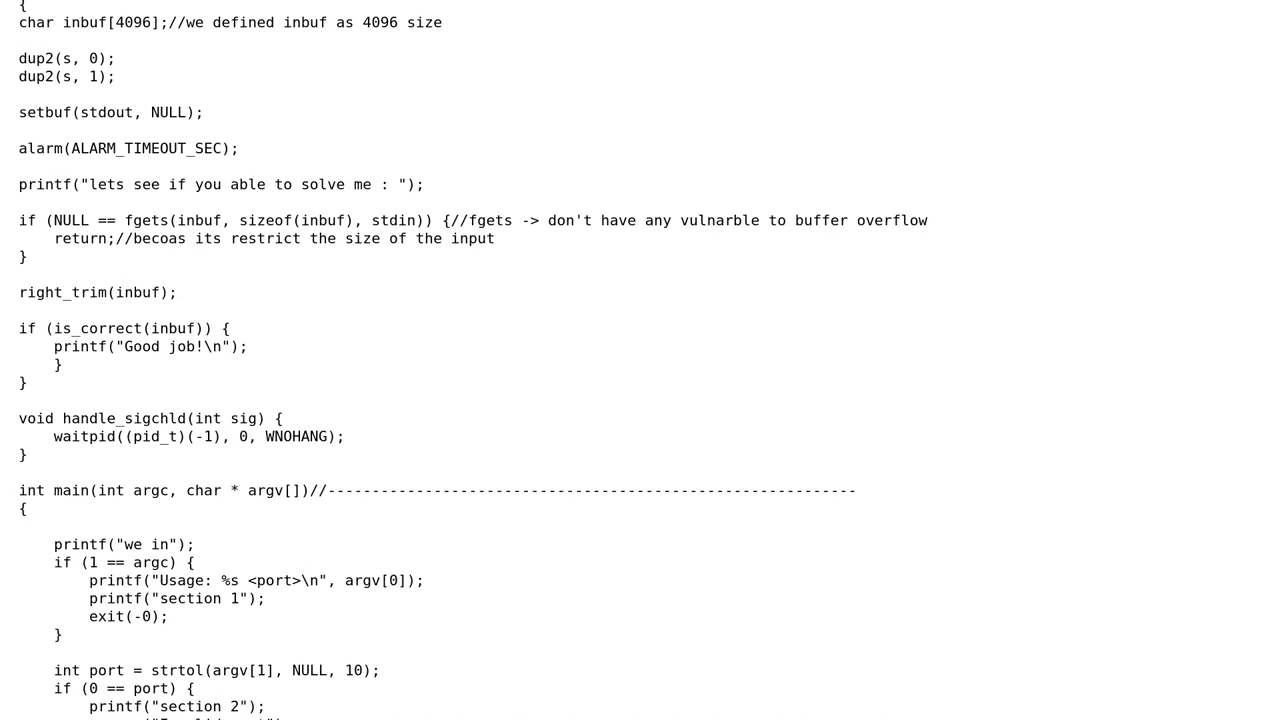 {
char inbuf[4096];//we defined inbuf as 4096 size
dup2(s, 0);
dup2(s, 1);
setbuf(stdout, NULL);
alarm(ALARM_TIMEOUT_SEC);
printf("lets see if you able to solve me : ");
if (NULL == fgets(inbuf, sizeof(inbuf), stdin)) {//fgets -> don't have any vulnarble to buffer overflow
return;//becoas its restrict the size of the input
}
right_trim(inbuf);
if (is_correct(inbuf)) {
printf("Good job!\n");
}
}
void handle_sigchld(int sig) {
waitpid((pid_t)(-1), 0, WNOHANG);
}
int main(int argc, char * argv[])//------------------------------------------------------------
{
printf("we in");
if (1 == argc) {
printf("Usage: %s <port>\n", argv[0]);
printf("section 1");
exit(-0);
}
int port = strtol(argv[1], NULL, 10);
if (0 == port) {
printf("section 2");